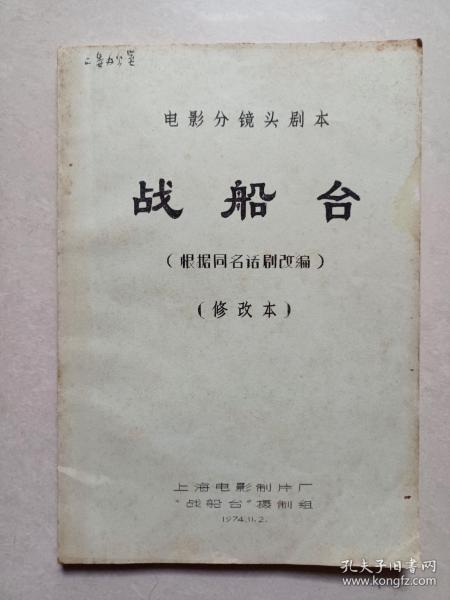 电影分镜头剧本
战船台
(根据同名话剧改编)
(修改本)
上海电影制片厂
"战船台"摄制组
1974.11.2.
孔夫子旧书网
www.kongfz.com